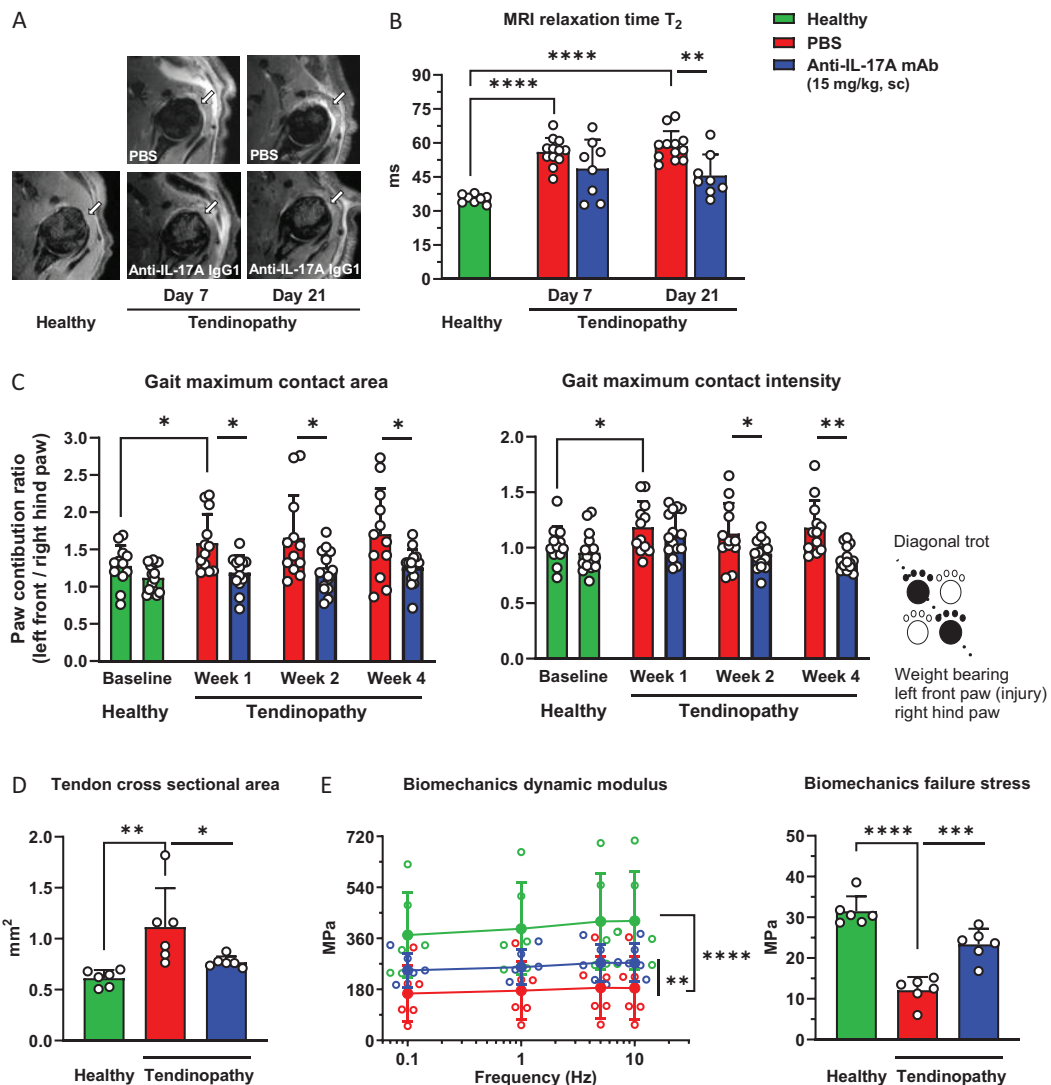 A
PBS
PBS
Anti-IL-17A IgG1
Anti-IL-17A IgG1
Day 7
Day 21
Healthy
Tendinopathy
B
MRI relaxation time T2
****
****
**
90
75
60
45
30
15
0
ms
Day 7
Day 21
Healthy
Tendinopathy
Healthy
PBS
Anti-IL-17A mAb
(15 mg/kg, sc)
C
Gait maximum contact area
*
*
*
*
3.0
2.5
2.0
1.5
1.0
0.5
0.0
Paw contibution ratio
(left front / right hind paw)
Baseline
Week 1
Week 2
Week 4
Healthy
Tendinopathy
Gait maximum contact intensity
*
*
**
2.0
1.5
1.0
0.5
0.0
Baseline
Week 1
Week 2
Week 4
Healthy
Tendinopathy
Diagonal trot
Weight bearing
left front paw (injury)
right hind paw
D
Tendon cross sectional area
**
*
2.0
1.5
1.0
0.5
0.0
mm2
Healthy
Tendinopathy
E
Biomechanics dynamic modulus
720
540
360
180
0
MPa
****
**
0.1
1
10
Frequency (Hz)
Biomechanics failure stress
****
***
50
40
30
20
10
0
MPa
Healthy
Tendinopathy